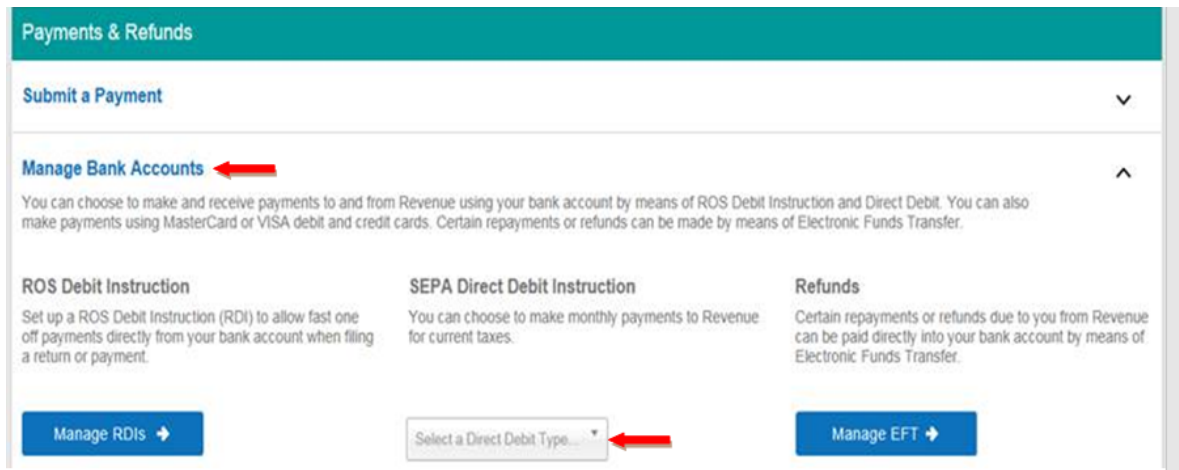 Payments & Refunds
Submit a Payment
Manage Bank Accounts
You can choose to make and receive payments to and from Revenue using your bank account by means of ROS Debit Instruction and Direct Debit. You can also
make payments using MasterCard or VISA debit and credit cards. Certain repayments or refunds can be made by means of Electronic Funds Transfer.
ROS Debit Instruction
Set up a ROS Debit Instruction (RDI) to allow fast one
off payments directly from your bank account when filing
a return or payment.
Manage RDIs
SEPA Direct Debit Instruction
You can choose to make monthly payments to Revenue
for current taxes.
Select a Direct Debit Type...
Refunds
Certain repayments or refunds due to you from Revenue
can be paid directly into your bank account by means of
Electronic Funds Transfer.
Manage EFT